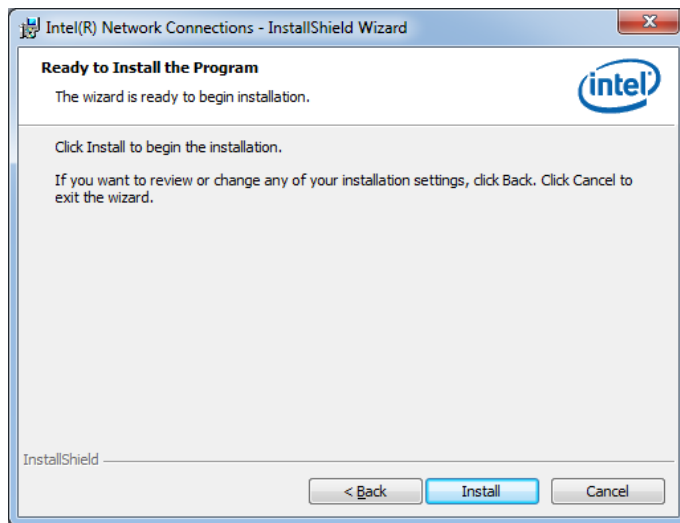 Intel(R) Network Connections - InstallShield Wizard
Ready to Install the Program
The wizard is ready to begin installation.
intel
Click Install to begin the installation.
If you want to review or change any of your installation settings, click Back. Click Cancel to
exit the wizard.
InstallShield
< Back
Install
Cancel